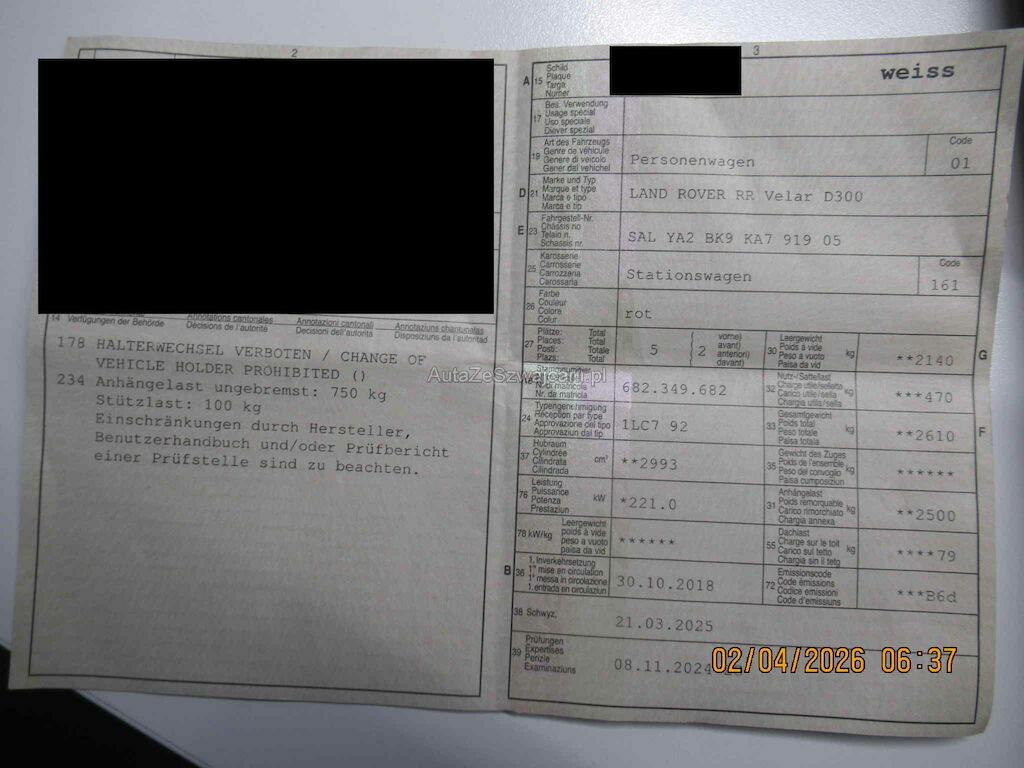 2
14 Verfügungen der Behörde
Annotations cantonales
Décisions de l'autorité
Annotazioni cantonali
Decisioni dell'autorità
Annotaziuns chantunalas
Disposiziuns da l'autoritad
178 HALTERWECHSEL VERBOTEN / CHANGE OF
VEHICLE HOLDER PROHIBITED ()
234 Anhängelast ungebremst: 750 kg
Stützlast: 100 kg
Einschränkungen durch Hersteller,
Benutzerhandbuch und/oder Prüfbericht
einer Prüfstelle sind zu beachten.
3
A 15 Schild
Plaque
Targa
Numer
weiss
17 Bes. Verwendung
Usage spécial
Uso speciale
Diever spezial
19 Art des Fahrzeugs
Genre de véhicule
Genere di veicolo
Gener dal vehichel
Personenwagen
Code
01
D 21 Marke und Typ
Marque et type
Marca e tipo
Marca e tip
LAND ROVER RR Velar D300
E 23 Fahrgestell-Nr.
Châssis no
Telaio n.
Schassis nr.
SAL YA2 BK9 KA7 919 05
25 Karosserie
Carrosserie
Carrozzeria
Carossaria
Stationswagen
Code
161
26 Farbe
Couleur
Colore
Colur
rot
27 Plätze: Total
Places: Total
Posti: Totale
Plazs: Total
5
2
vorne)
avant)
anteriori)
davant)
30 Leergewicht
Poids à vide
Peso a vuoto
Paisa da vid
kg
**2140
G
18 Stammnummer
No matricule
N. di matricola
Nr. da matricla
682.349.682
32 Nutz-/Sattellast
Charge utile/sellette
Carico utile/sella
Chargia utila/sella
kg
***470
24 Typengenehmigung
Réception par type
Approvazione del tipo
Approvaziun dal tip
1LC7 92
33 Gesamtgewicht
Poids total
Peso totale
Paisa totala
kg
**2610
F
37 Hubraum
Cylindrée
Cilindrata
Cilindrada
cm³
**2993
35 Gewicht des Zuges
Poids de l'ensemble
Peso del convoglio
Paisa cumposiziun
kg
******
76 Leistung
Puissance
Potenza
Prestaziun
kW
*221.0
31 Anhängelast
Poids remorquable
Carico rimorchiato
Chargia annexa
kg
**2500
78 kW/kg
Leergewicht
poids à vide
peso a vuoto
paisa da vid
******
55 Dachlast
Charge sur le toit
Carico sul tetto
Chargia sin il tetg
kg
****79
B 36 1. Inverkehrsetzung
1re mise en circulation
1a messa in circolazione
1. entrada en circulaziun
30.10.2018
72 Emissionscode
Code émissions
Codice emissioni
Code d'emissiuns
***B6d
38 Schwyz,
21.03.2025
39 Prüfungen
Expertises
Perizie
Examinaziuns
08.11.2024
02/04/2026 06:37
AutaZeSzwajcarii.pl